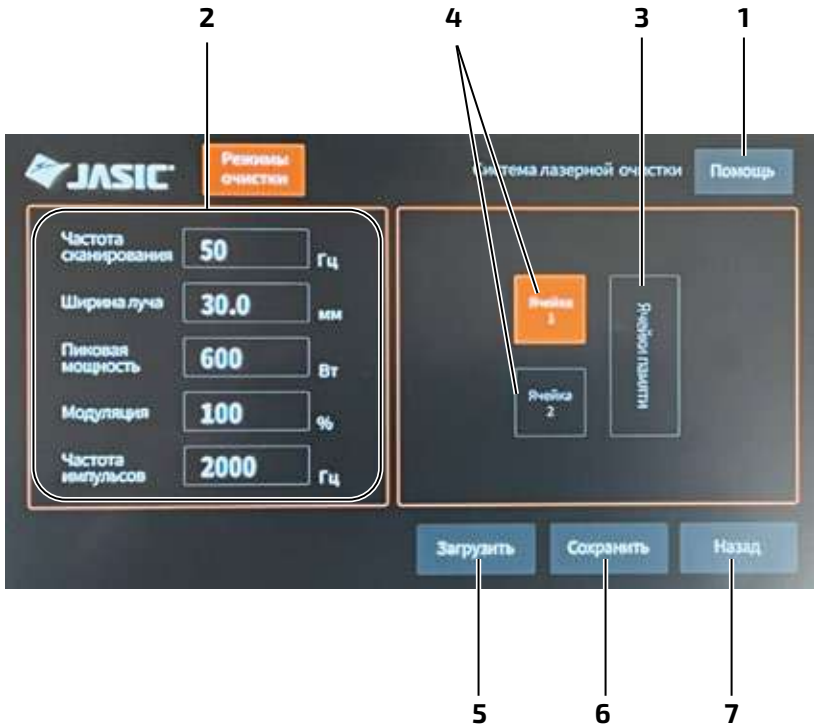 2 4 3 1
JASIC Режимы Система лазерной очистки Помощь
очистки
Частота
сканирования 50 Гц
Ширина луча 30.0 мм
Пиковая
мощность 600 Вт
Модуляция 100 %
Частота
импульсов 2000 Гц
Ячейка
1
Ячейка
2
Ячейки памяти
Загрузить Сохранить Назад
5 6 7